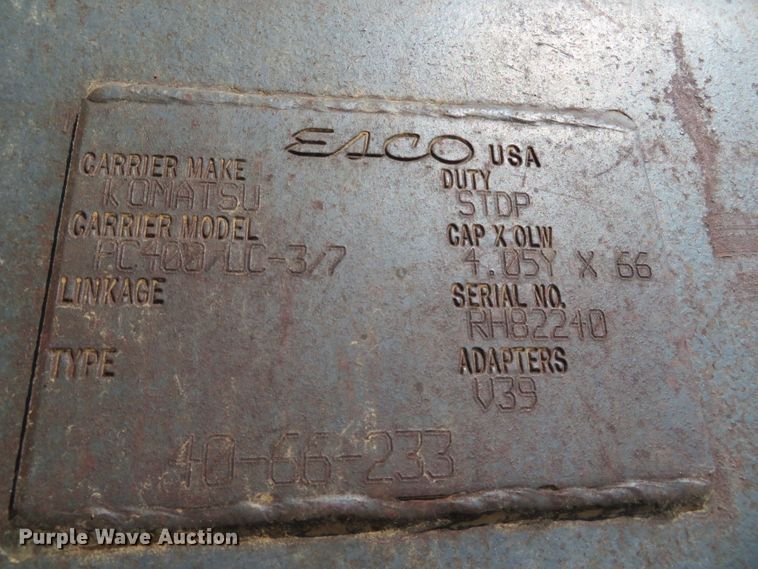 ESCO USA
CARRIER MAKE
KOMATSU
CARRIER MODEL
PC400/LC-3/7
LINKAGE
TYPE
DUTY
STDP
CAP X OLW
4.05Y X 66
SERIAL NO.
RH82240
ADAPTERS
V39
40-66-233
Purple Wave Auction